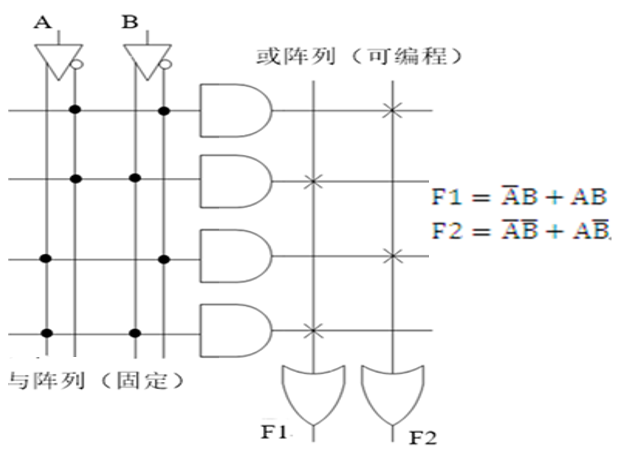 A B
或阵列（可编程）
F1 = A̅B + AB
F2 = A̅B̅ + AB̅
与阵列（固定）
F1 F2